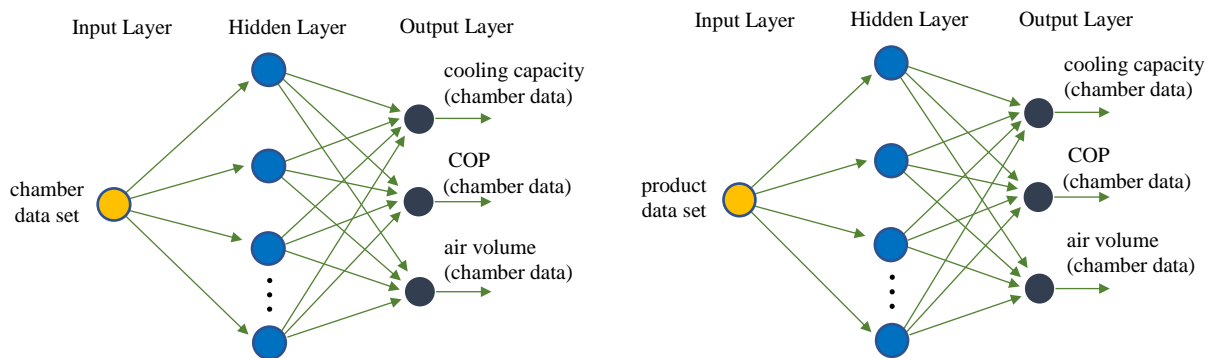 Input Layer
Hidden Layer
Output Layer
cooling capacity
(chamber data)
COP
(chamber data)
chamber
data set
air volume
(chamber data)
Input Layer
Hidden Layer
Output Layer
cooling capacity
(chamber data)
COP
(chamber data)
product
data set
air volume
(chamber data)